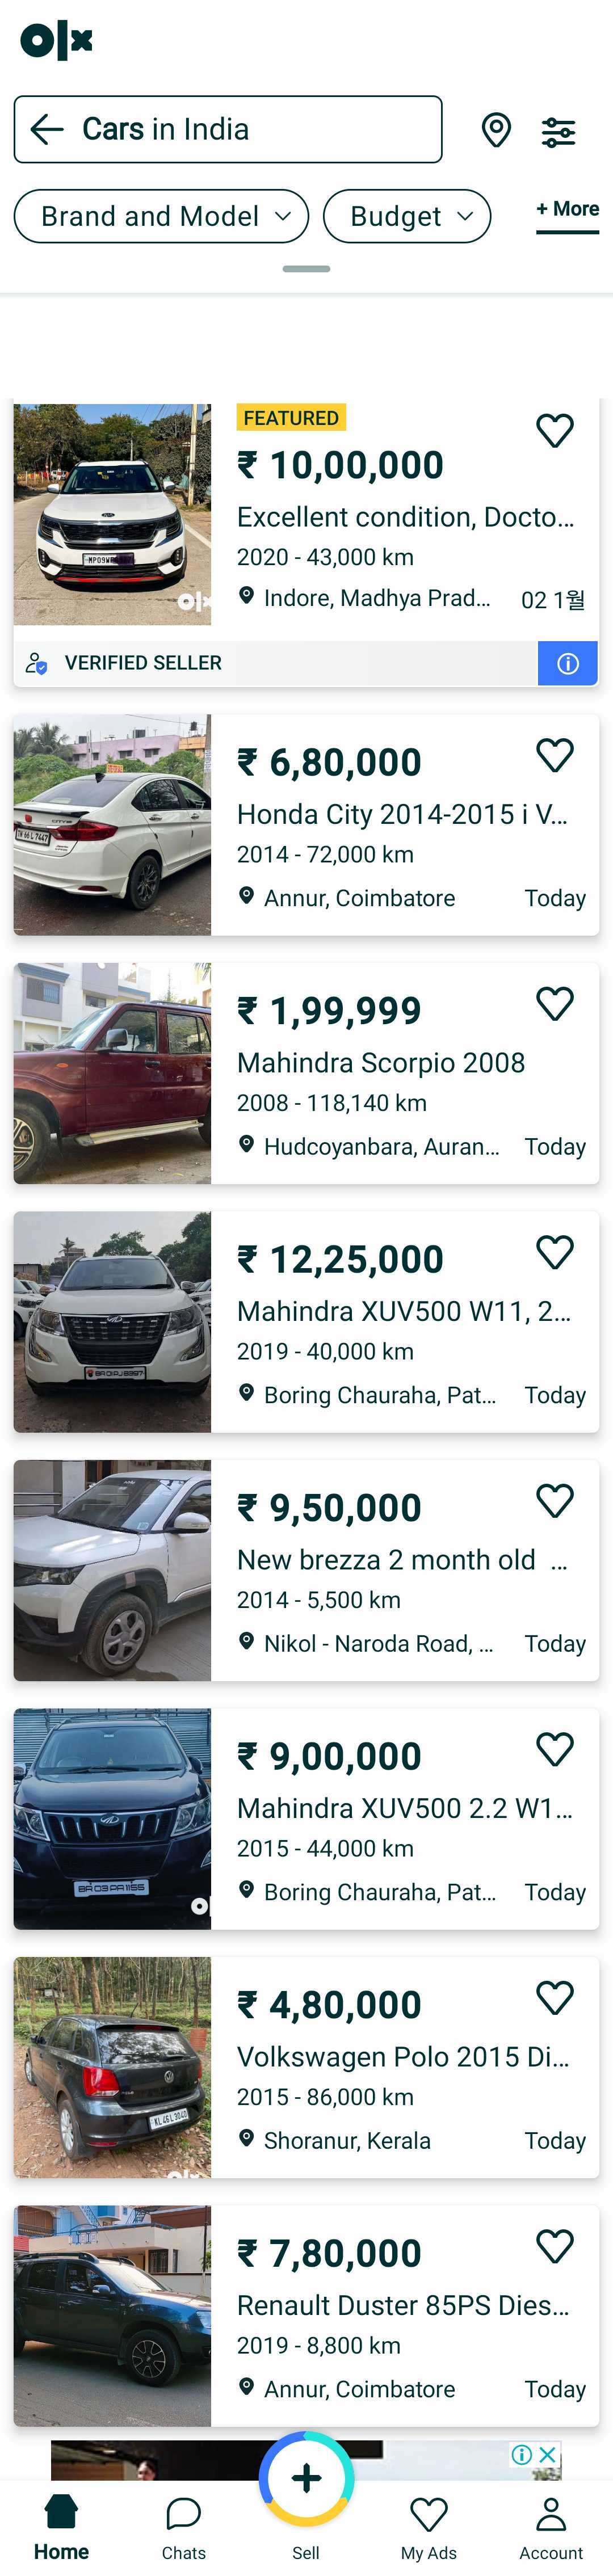 olx
Cars in India
Brand and Model
Budget
+ More
FEATURED
₹ 10,00,000
Excellent condition, Docto...
2020 - 43,000 km
Indore, Madhya Prad...
02 1월
olx
VERIFIED SELLER
₹ 6,80,000
Honda City 2014-2015 i V...
2014 - 72,000 km
Annur, Coimbatore
Today
₹ 1,99,999
Mahindra Scorpio 2008
2008 - 118,140 km
Hudcoyanbara, Auran...
Today
₹ 12,25,000
Mahindra XUV500 W11, 2...
2019 - 40,000 km
Boring Chauraha, Pat...
Today
₹ 9,50,000
New brezza 2 month old ...
2014 - 5,500 km
Nikol - Naroda Road, ...
Today
₹ 9,00,000
Mahindra XUV500 2.2 W1...
2015 - 44,000 km
Boring Chauraha, Pat...
Today
BR 03 PA 1155
₹ 4,80,000
Volkswagen Polo 2015 Di...
2015 - 86,000 km
Shoranur, Kerala
Today
₹ 7,80,000
Renault Duster 85PS Dies...
2019 - 8,800 km
Annur, Coimbatore
Today
Home
Chats
Sell
My Ads
Account